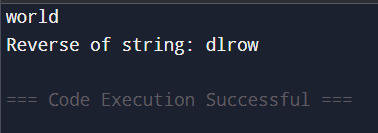 world
Reverse of string: dlrow
=== Code Execution Successful ===